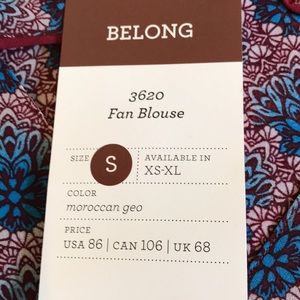 BELONG
3620
Fan Blouse
SIZE
S
AVAILABLE IN
XS-XL
COLOR
moroccan geo
PRICE
USA 86 | CAN 106 | UK 68